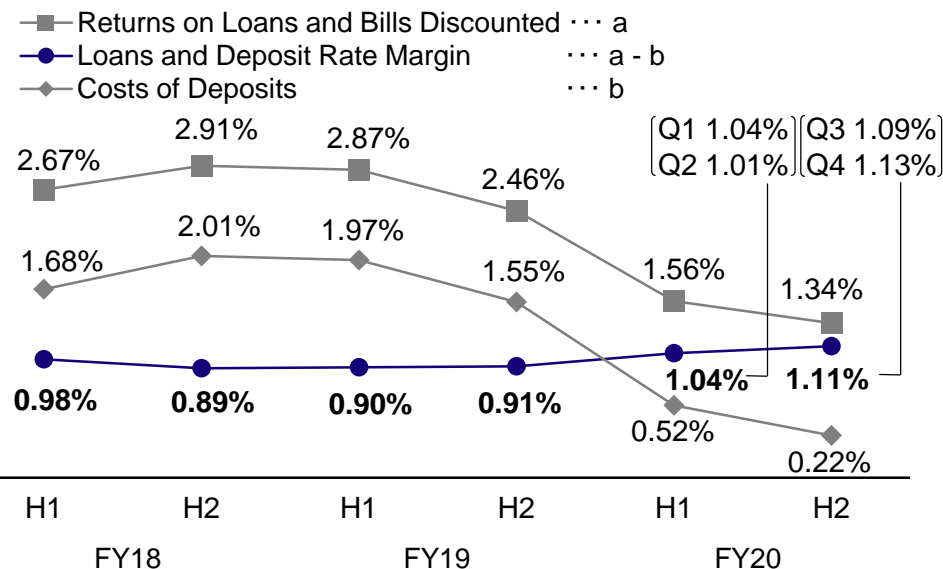 Returns on Loans and Bills Discounted ··· a
Loans and Deposit Rate Margin ··· a - b
Costs of Deposits ··· b
Q1 1.04%
Q2 1.01%
Q3 1.09%
Q4 1.13%
2.67%
2.91%
2.87%
2.46%
1.56%
1.34%
1.68%
2.01%
1.97%
1.55%
0.52%
0.22%
0.98%
0.89%
0.90%
0.91%
1.04%
1.11%
H1 H2 H1 H2 H1 H2
FY18 FY19 FY20